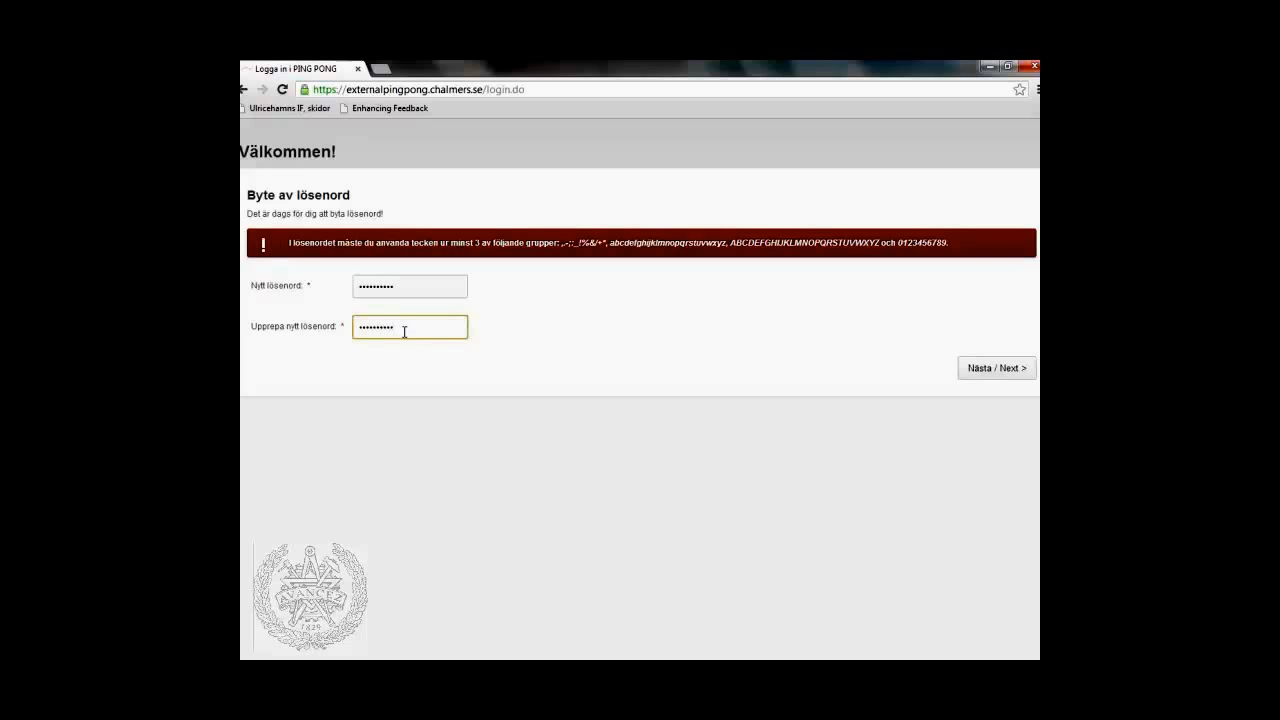 Logga in i PING PONG
https://externalpingpong.chalmers.se/login.do
Ulricehamns IF, skidor Enhancing Feedback
Välkommen!
Byte av lösenord
Det är dags för dig att byta lösenord!
! I lösenordet måste du använda tecken ur minst 3 av följande grupper: ,.-;:_!%&/+*, abcdefghijklmnopqrstuvwxyz, ABCDEFGHIJKLMNOPQRSTUVWXYZ och 0123456789.
Nytt lösenord: * ••••••••••
Upprepa nytt lösenord: * ••••••••••
Nästa / Next >
AVANCEZ
1829